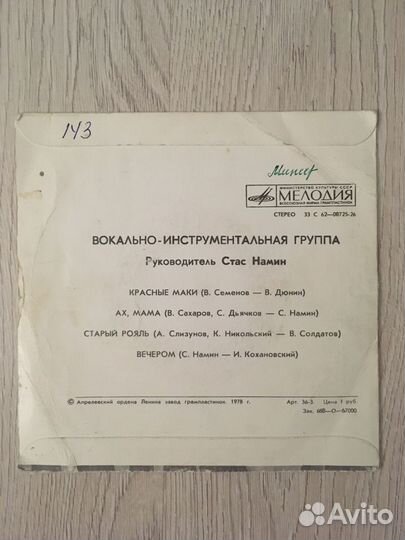 143
Минсг
МИНИСТЕРСТВО КУЛЬТУРЫ СССР
МЕЛОДИЯ
ВСЕСОЮЗНАЯ ФИРМА ГРАМПЛАСТИНОК
СТЕРЕО 33 С 62—08725-26
ВОКАЛЬНО-ИНСТРУМЕНТАЛЬНАЯ ГРУППА
Руководитель Стас Намин
КРАСНЫЕ МАКИ (В. Семенов — В. Дюнин)
АХ, МАМА (В. Сахаров, С. Дьячков — С. Намин)
СТАРЫЙ РОЯЛЬ (А. Слизунов, К. Никольский — В. Солдатов)
ВЕЧЕРОМ (С. Намин — И. Кохановский)
© Апрелевский ордена Ленина завод грампластинок. 1978 г. Арт. 36-3. Цена 1 руб.
Зак. 688—О—67000
Avito